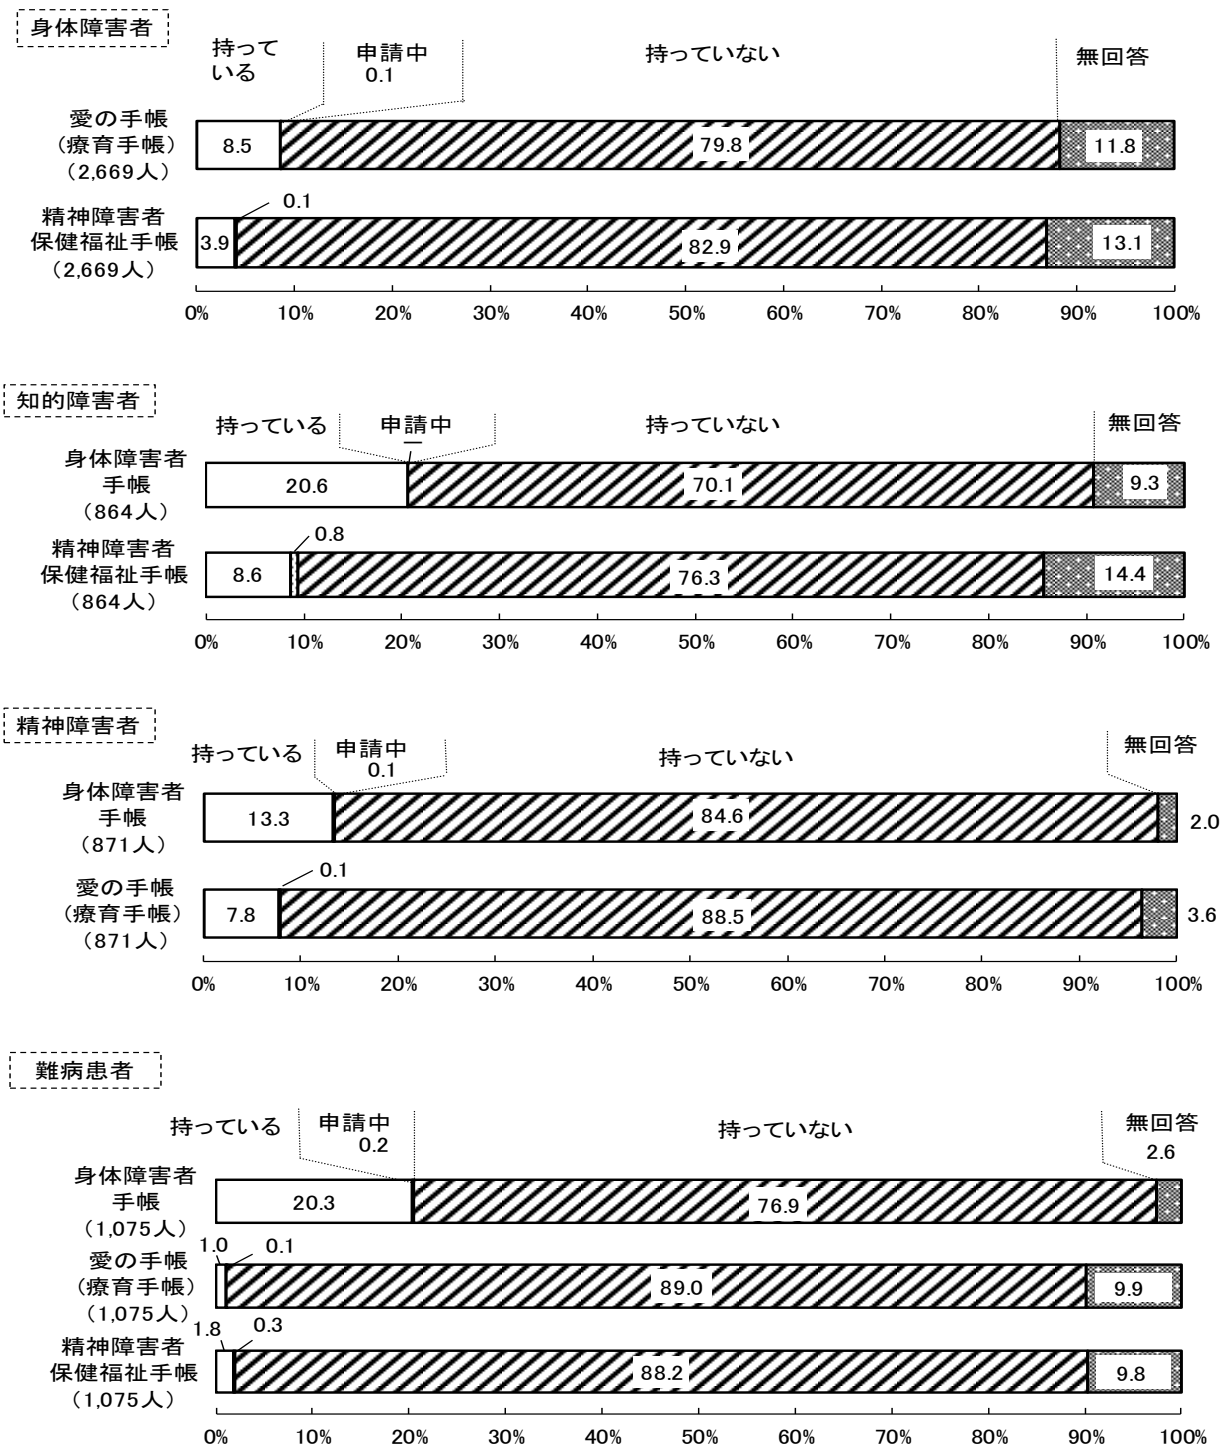 身体障害者
持って
いる
申請中
0.1
持っていない
無回答
愛の手帳
(療育手帳)
(2,669人)
8.5
79.8
11.8
精神障害者
保健福祉手帳
(2,669人)
3.9
0.1
82.9
13.1
0% 10% 20% 30% 40% 50% 60% 70% 80% 90% 100%
知的障害者
持っている
申請中
持っていない
無回答
身体障害者
手帳
(864人)
20.6
—
70.1
9.3
精神障害者
保健福祉手帳
(864人)
8.6
0.8
76.3
14.4
0% 10% 20% 30% 40% 50% 60% 70% 80% 90% 100%
精神障害者
持っている
申請中
0.1
持っていない
無回答
身体障害者
手帳
(871人)
13.3
84.6
2.0
愛の手帳
(療育手帳)
(871人)
7.8
0.1
88.5
3.6
0% 10% 20% 30% 40% 50% 60% 70% 80% 90% 100%
難病患者
持っている
申請中
0.2
持っていない
無回答
2.6
身体障害者
手帳
(1,075人)
20.3
76.9
愛の手帳
(療育手帳)
(1,075人)
1.0
0.1
89.0
9.9
精神障害者
保健福祉手帳
(1,075人)
1.8
0.3
88.2
9.8
0% 10% 20% 30% 40% 50% 60% 70% 80% 90% 100%